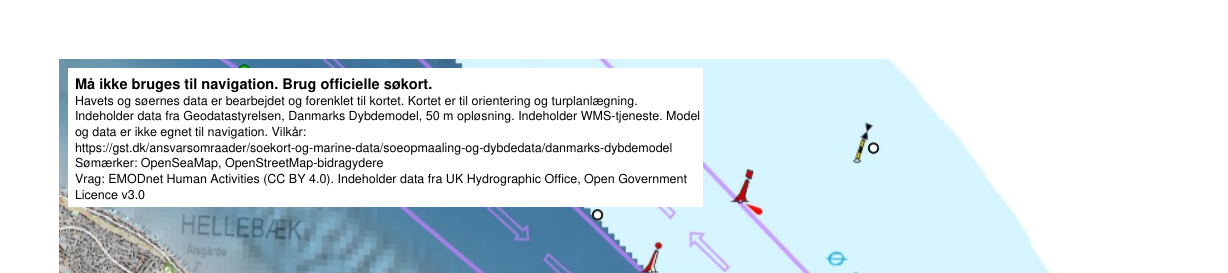 Må ikke bruges til navigation. Brug officielle søkort.
Havets og søernes data er bearbejdet og forenklet til kortet. Kortet er til orientering og turplanlægning.
Indeholder data fra Geodatastyrelsen, Danmarks Dybdemodel, 50 m opløsning. Indeholder WMS-tjeneste. Model
og data er ikke egnet til navigation. Vilkår:
https://gst.dk/ansvarsomraader/soekort-og-marine-data/soeopmaaling-og-dybdedata/danmarks-dybdemodel
Sømærker: OpenSeaMap, OpenStreetMap-bidragydere
Vrag: EMODnet Human Activities (CC BY 4.0). Indeholder data fra UK Hydrographic Office, Open Government
Licence v3.0
HELLEBÆK
Ålsgårde